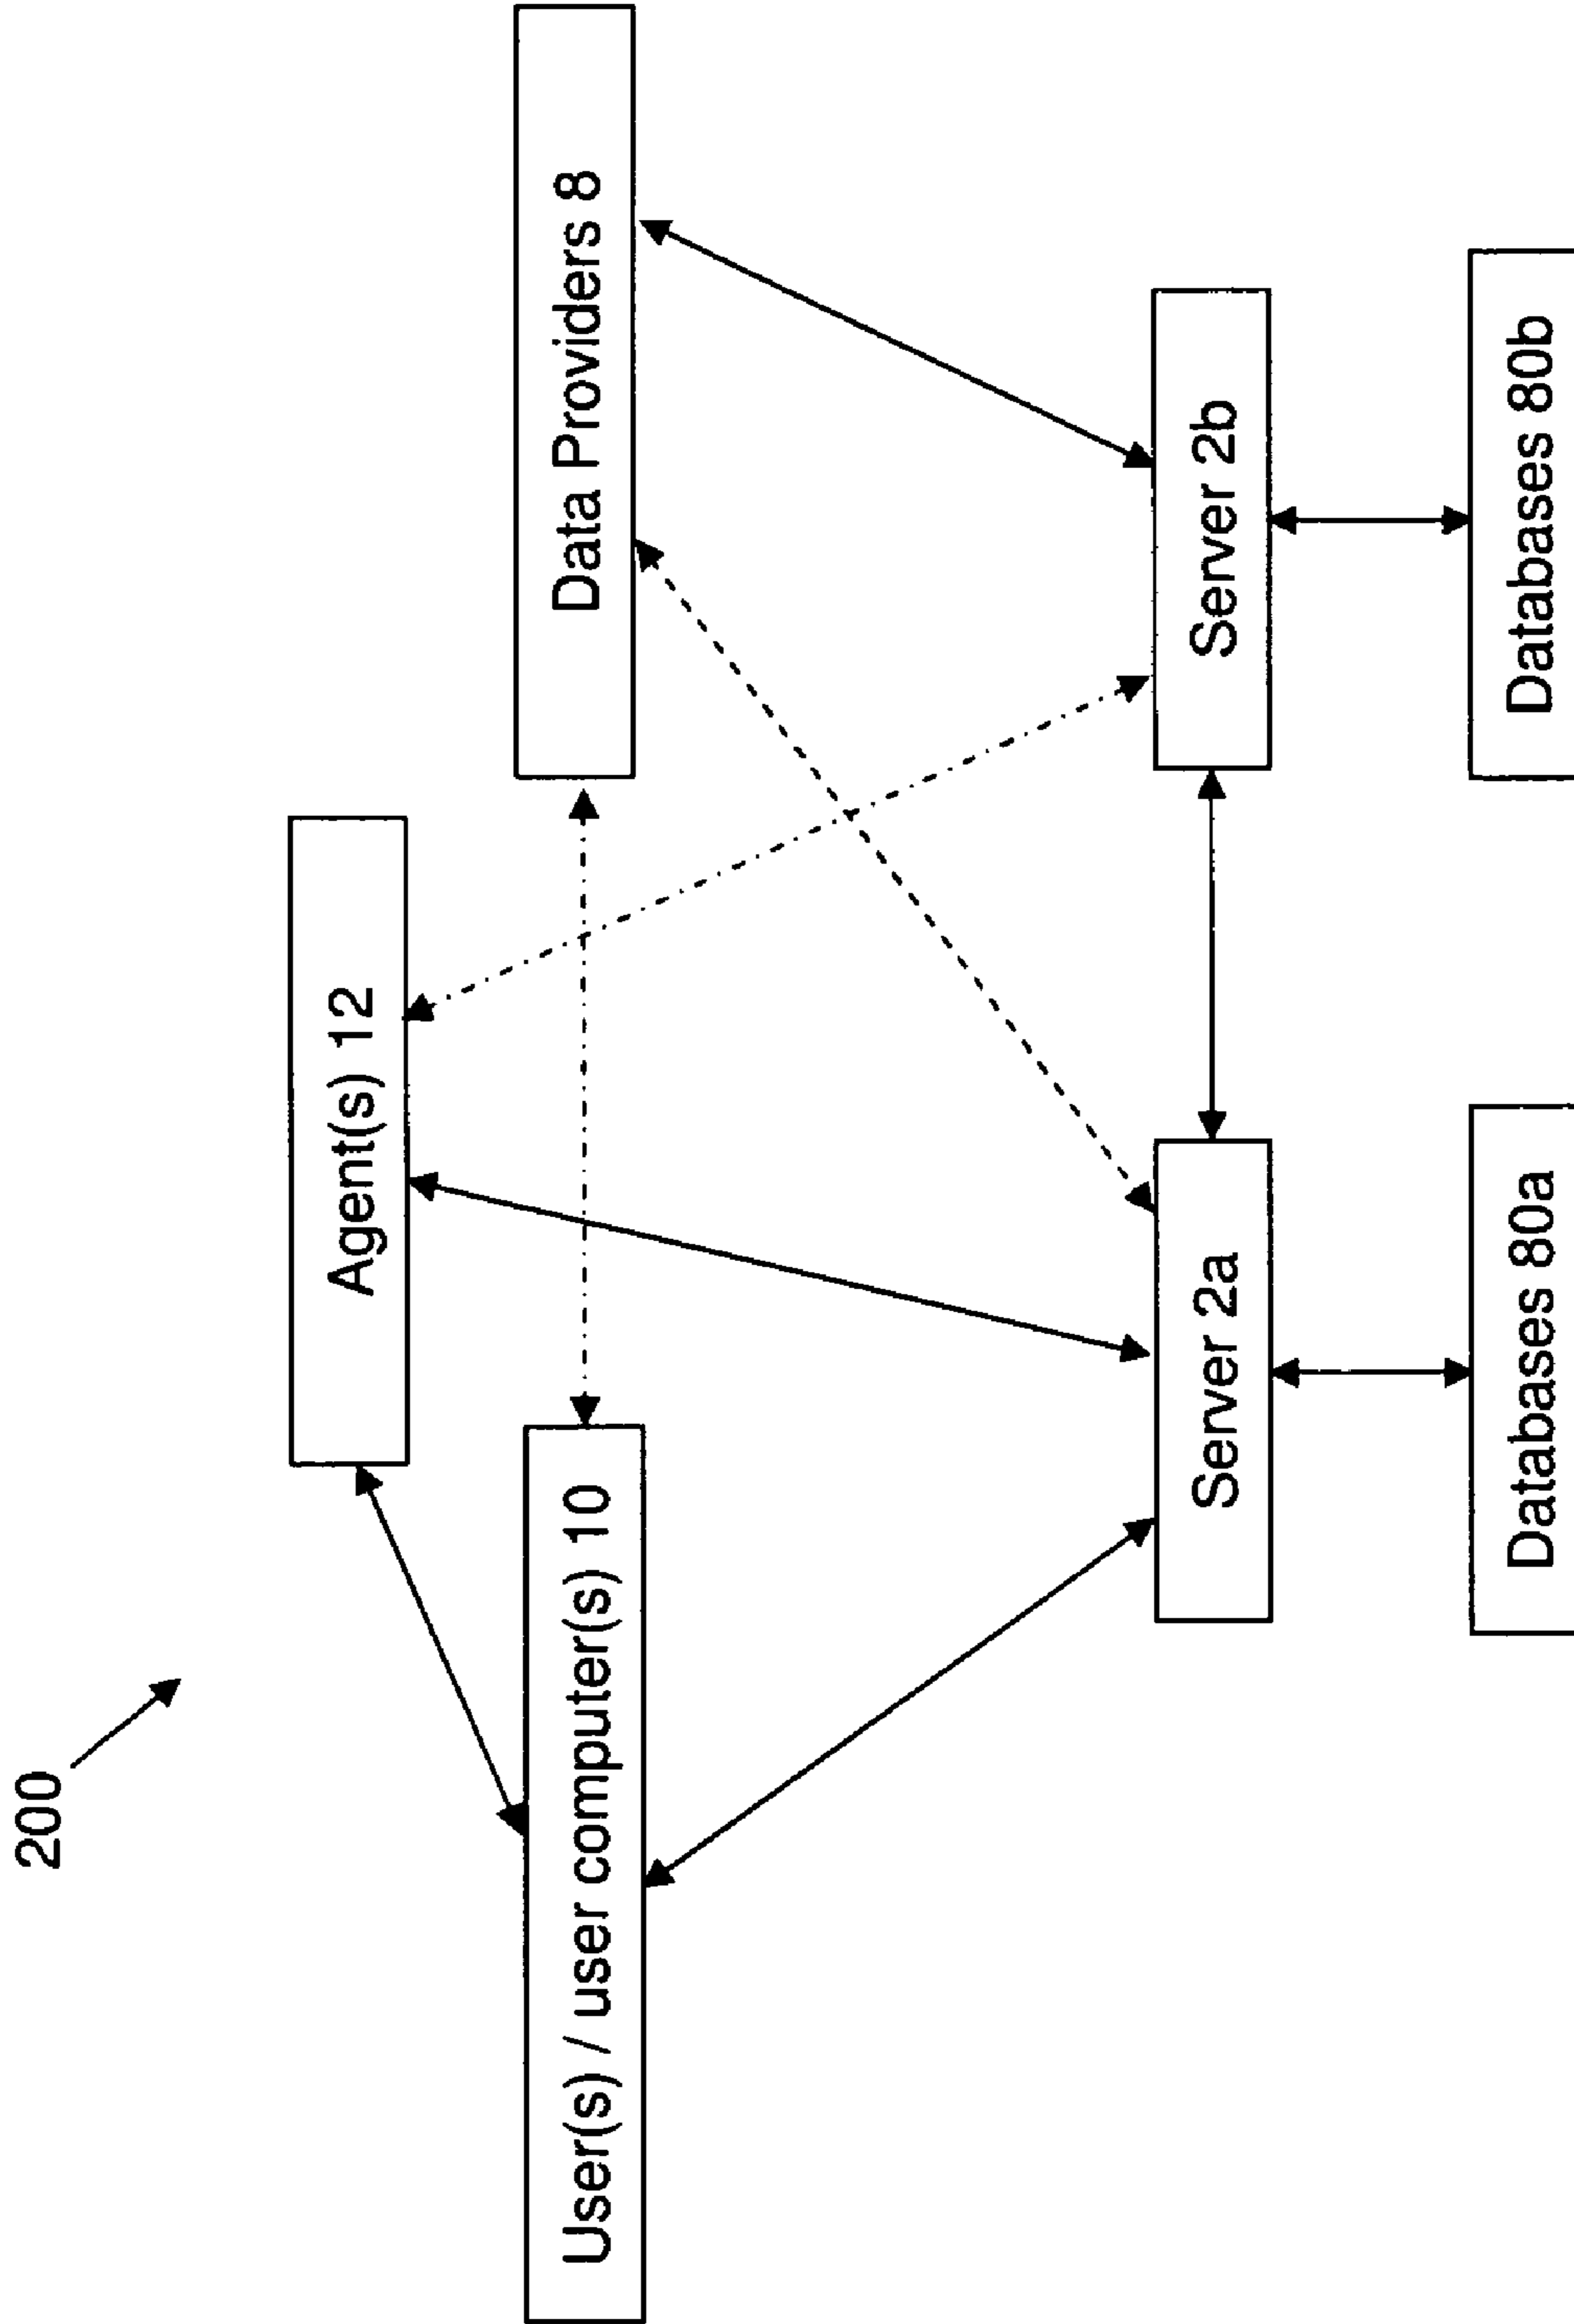 200
Agent(s) 12
User(s) / user computer(s) 10
Data Providers 8
Server 2a
Server 2b
Databases 80a
Databases 80b